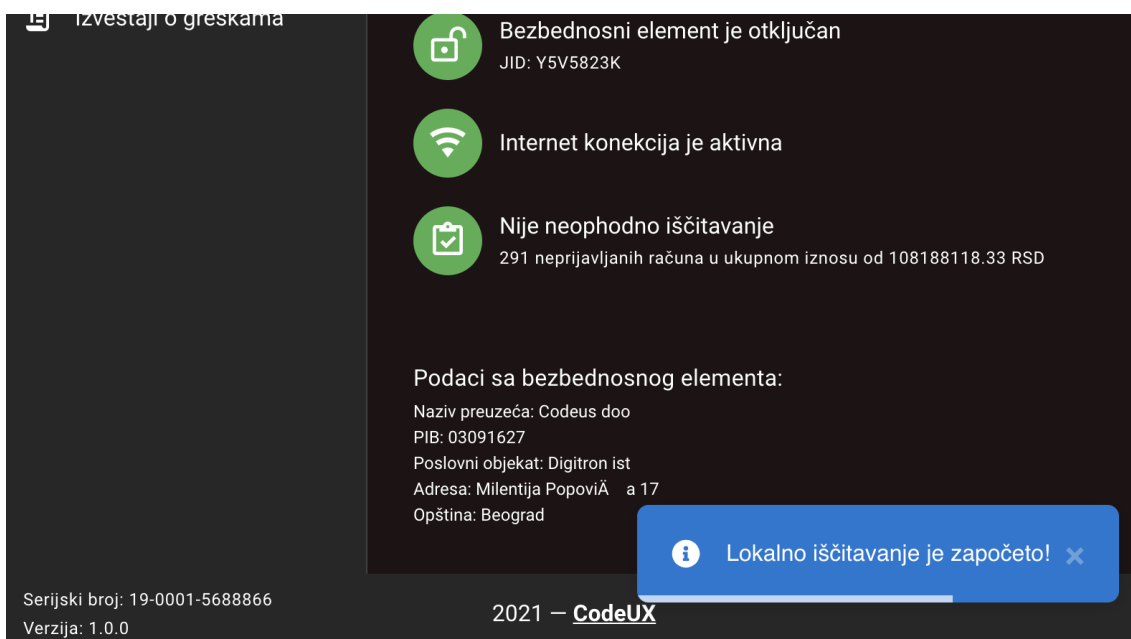 Izveštaji o greškama
Bezbednosni element je otključan
JID: Y5V5823K
Internet konekcija je aktivna
Nije neophodno iščitavanje
291 neprijavljanih računa u ukupnom iznosu od 108188118.33 RSD
Podaci sa bezbednosnog elementa:
Naziv preuzeća: Codeus doo
PIB: 03091627
Poslovni objekat: Digitron ist
Adresa: Milentija PopoviÄ a 17
Opština: Beograd
Lokalno iščitavanje je započeto!
Serijski broj: 19-0001-5688866
Verzija: 1.0.0
2021 — CodeUX